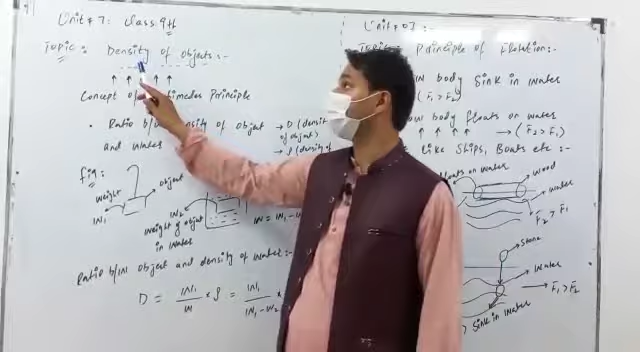 Unit # 7: class: 9th
Topic: Density of objects:-
Concept of Archimedes Principle
• Ratio b/w density of object
and water
→ D (density
of object)
→ ρ (density of
fig:
Weight
object
W1
W2
Weight of object
in Water
W = W1 - W
Ratio b/w object and density of water:-
D = W1/W × ρ = W1/W1 - W2 ×
Unit # 07:
Topic: Principle of floatation:-
body Sink in Water
(F1 > F2)
body floats on water
→ (F2 > F1)
Like Ships, Boats etc:-
floats on Water
Wood
Water
F2 > F1
Stone
Water
F1 > F2
Sink in Water